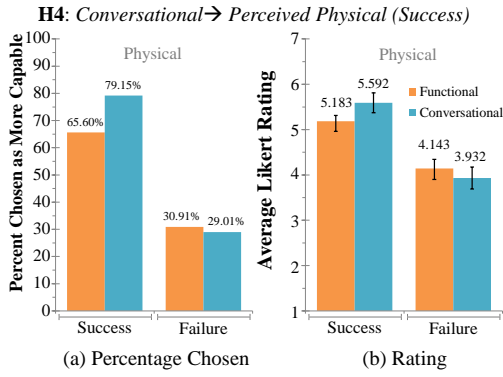 H4: Conversational→ Perceived Physical (Success)
Percent Chosen as More Capable
100
90
80
70
60
50
40
30
20
10
0
Physical
65.60%
79.15%
30.91%
29.01%
Success
Failure
(a) Percentage Chosen
Average Likert Rating
7
6
5
4
3
2
1
Physical
Functional
Conversational
5.183
5.592
4.143
3.932
Success
Failure
(b) Rating